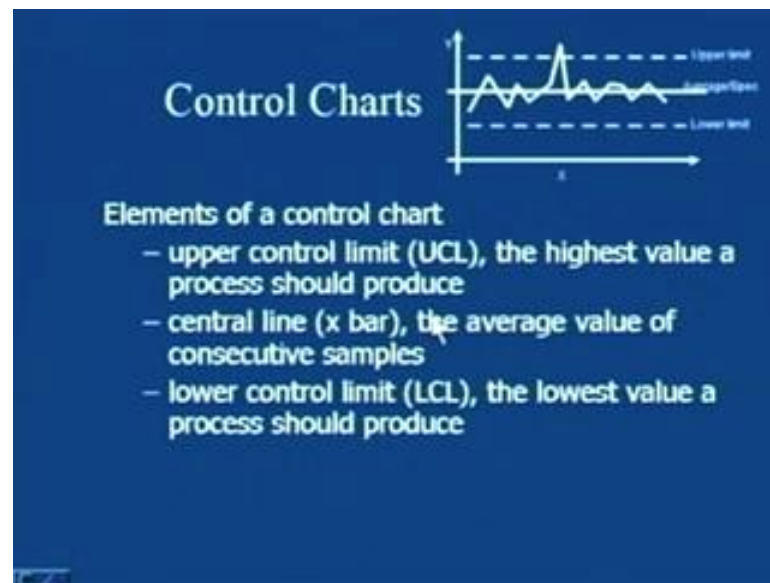 Control Charts
Y
Upper limit
Average/Spec
Lower limit
X
Elements of a control chart
– upper control limit (UCL), the highest value a
process should produce
– central line (x bar), the average value of
consecutive samples
– lower control limit (LCL), the lowest value a
process should produce